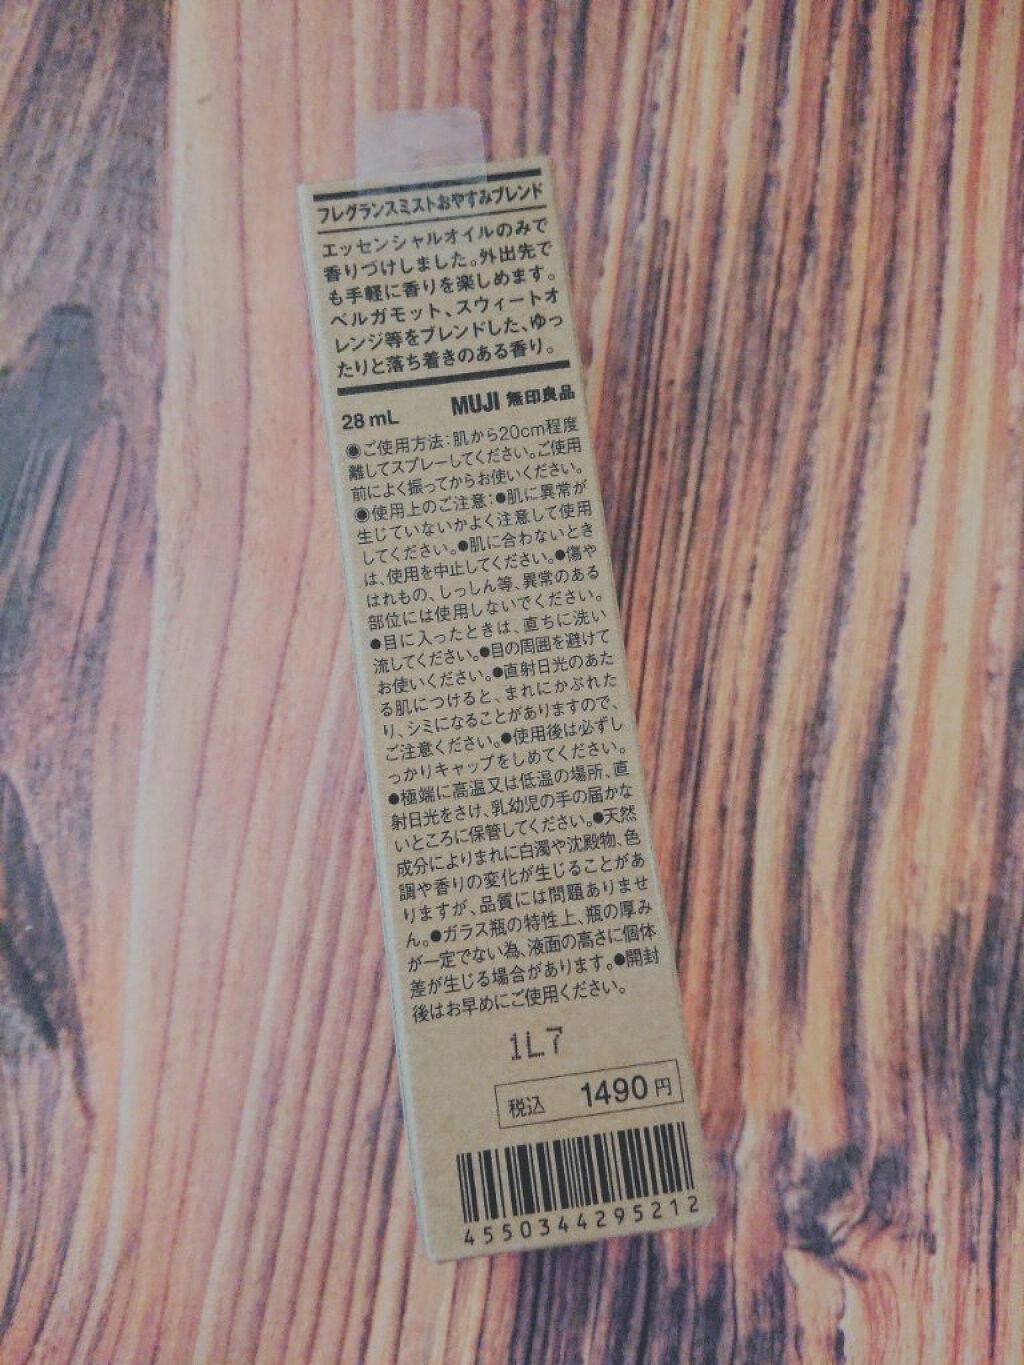 フレグランスミストおやすみブレンド
エッセンシャルオイルのみで
香りづけしました。外出先で
も手軽に香りを楽しめます。
ベルガモット、スウィートオ
レンジ等をブレンドした、ゆっ
たりと落ち着きのある香り。
28 mL MUJI 無印良品
◉ご使用方法:肌から20cm程度
離してスプレーしてください。ご使用
前によく振ってからお使いください。
◉使用上のご注意:●肌に異常が
生じていないかよく注意して使用
してください。●肌に合わないとき
は、使用を中止してください。●傷や
はれもの、しっしん等、異常のある
部位には使用しないでください。
●目に入ったときは、直ちに洗い
流してください。●目の周囲を避けて
お使いください。●直射日光のあた
る肌につけると、まれにかぶれた
り、シミになることがありますので、
ご注意ください。●使用後は必ずし
っかりキャップをしめてください。
●極端に高温又は低温の場所、直
射日光をさけ、乳幼児の手の届かな
いところに保管してください。●天然
成分によりまれに白濁や沈殿物、色
調や香りの変化が生じることがあ
りますが、品質には問題ありませ
ん。●ガラス瓶の特性上、瓶の厚み
が一定でない為、液面の高さに個体
差が生じる場合があります。●開封
後はお早めにご使用ください。
1L7
税込 1490円
4550344295212